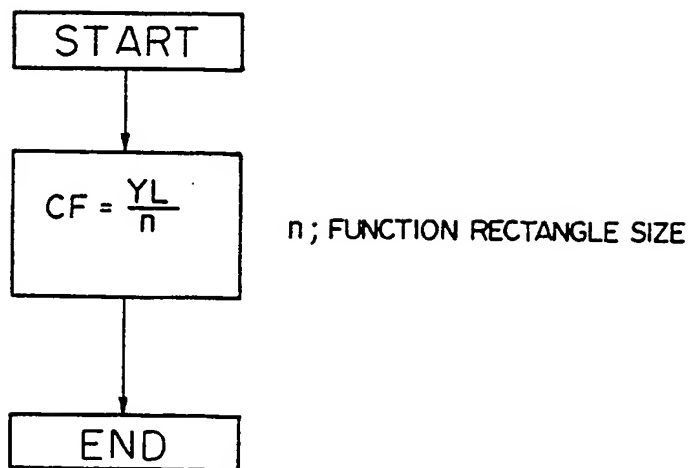 START
CF = YL/n
n; FUNCTION RECTANGLE SIZE
END